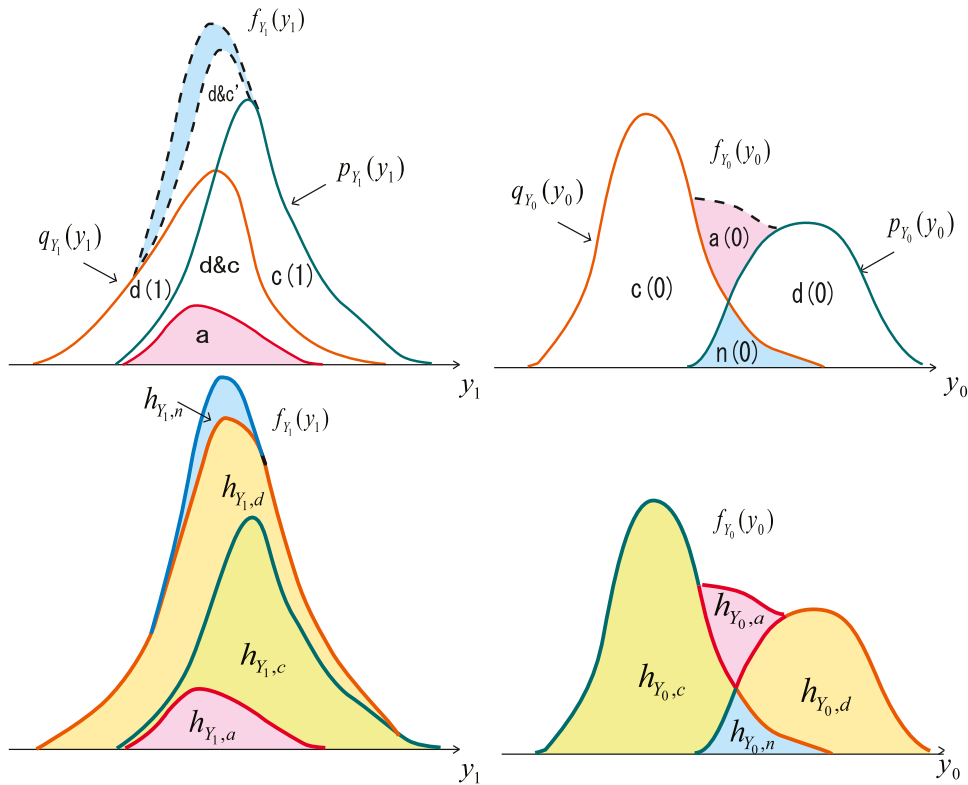 f_{Y_1}(y_1)
d&c'
p_{Y_1}(y_1)
q_{Y_1}(y_1)
d(1)
d&c
c(1)
a
y_1
f_{Y_0}(y_0)
q_{Y_0}(y_0)
p_{Y_0}(y_0)
a(0)
c(0)
d(0)
n(0)
y_0
h_{Y_1,n}
f_{Y_1}(y_1)
h_{Y_1,d}
h_{Y_1,c}
h_{Y_1,a}
y_1
f_{Y_0}(y_0)
h_{Y_0,a}
h_{Y_0,c}
h_{Y_0,d}
h_{Y_0,n}
y_0